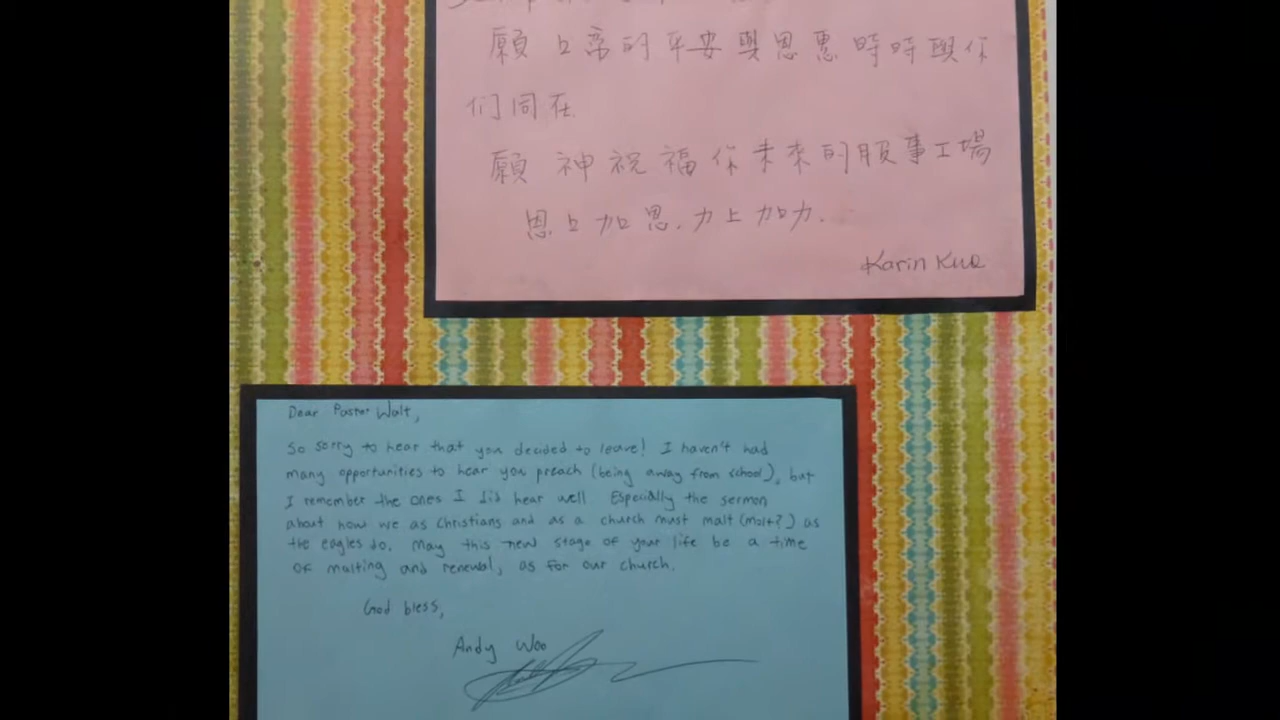 願上帝的平安與恩惠時時與你
们同在
願神祝福你未來的服事工場
恩上加恩,力上加力.
Karin Kuo
Dear Pastor Walt,
So sorry to hear that you decided to leave! I haven't had
many opportunities to hear you preach (being away from school), but
I remember the ones I did hear well Especially the sermon
about how we as Christians and as a church must malt (molt?) as
the eagles do. May this new stage of your life be a time
of malting and renewal, as for our church.
God bless,
Andy Woo